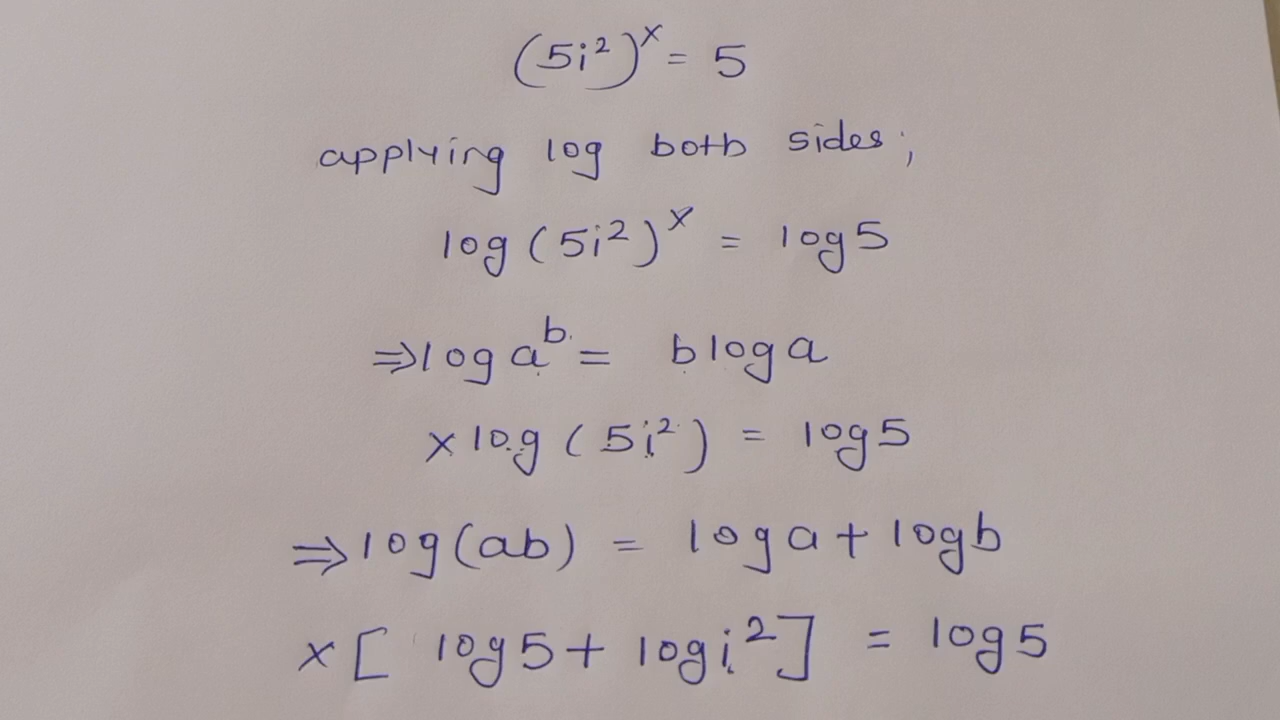 (5i²)ˣ = 5
applying log both sides;
log (5i²)ˣ = log5
⇒log aᵇ = b log a
x log (5i²) = log5
⇒log(ab) = log a + log b
x[ log5 + log i²] = log5